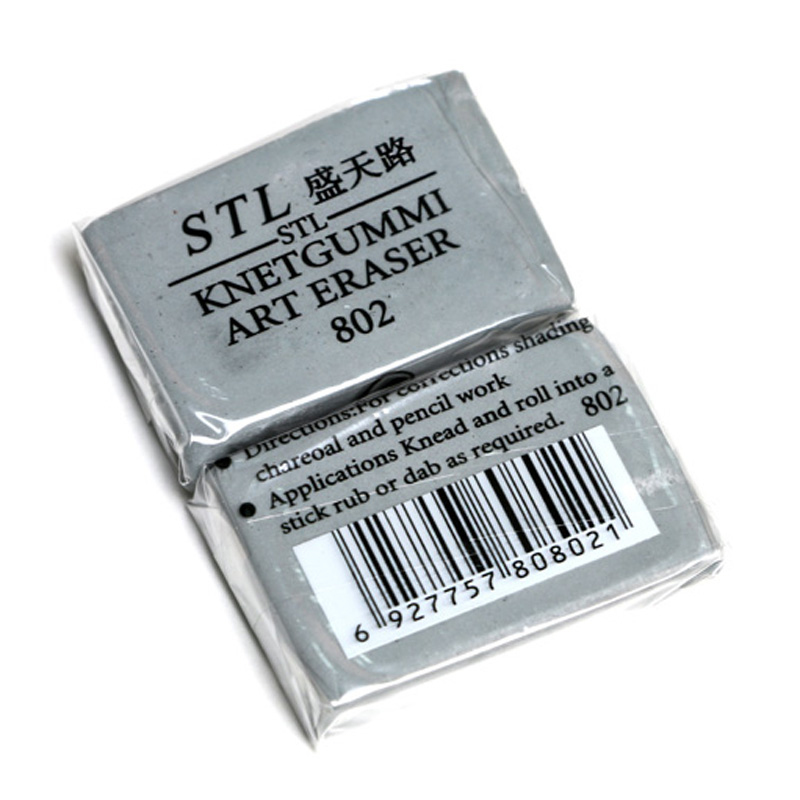 STL 盛天路
STL
KNETGUMMI
ART ERASER
802
• Directions:For corrections shading
chareoal and pencil work
• Applications Knead and roll into a
stick rub or dab as required. 802
6 927757 808021